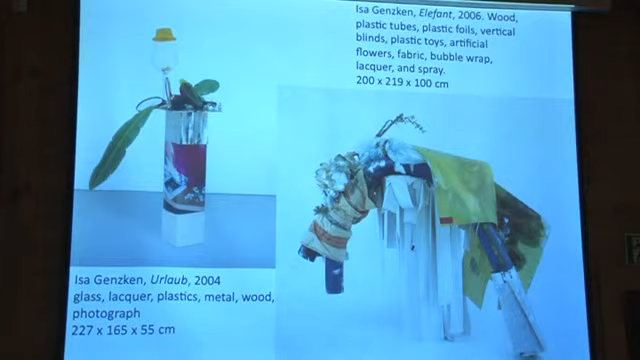 Isa Genzken, Elefant, 2006. Wood,
plastic tubes, plastic foils, vertical
blinds, plastic toys, artificial
flowers, fabric, bubble wrap,
lacquer, and spray.
200 x 219 x 100 cm
Isa Genzken, Urlaub, 2004
glass, lacquer, plastics, metal, wood,
photograph
227 x 165 x 55 cm